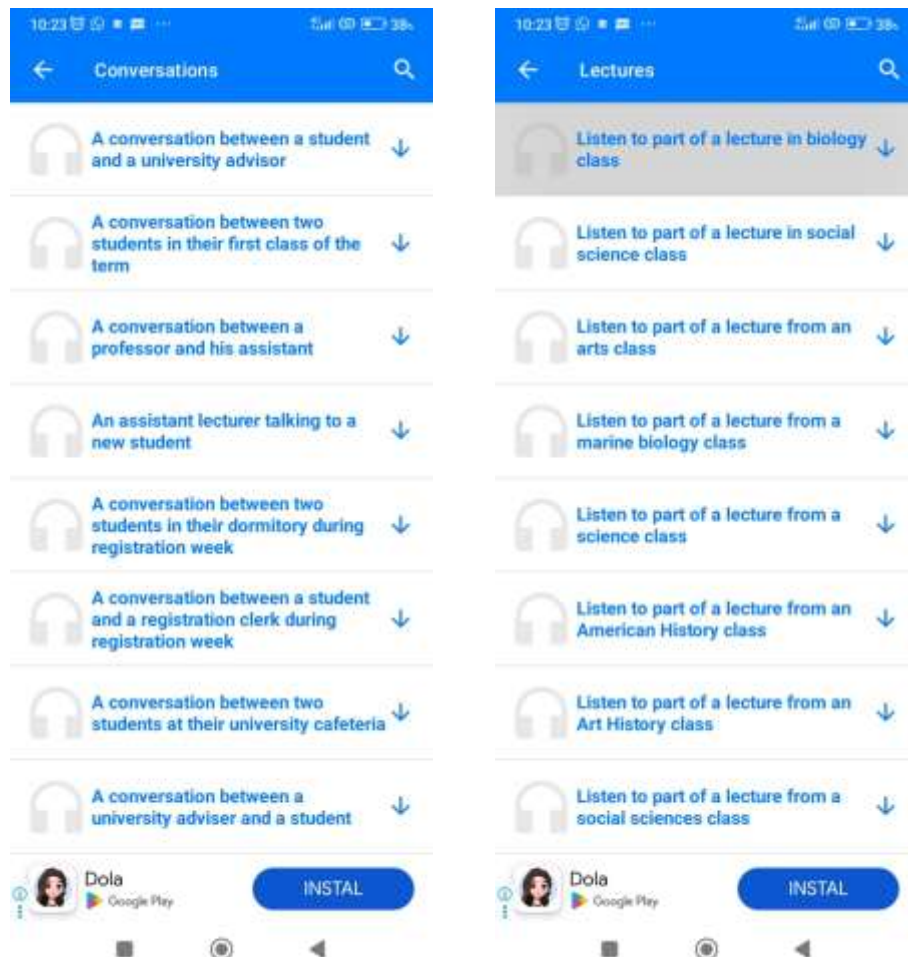 10:23
38%
Conversations
A conversation between a student
and a university advisor
A conversation between two
students in their first class of the
term
A conversation between a
professor and his assistant
An assistant lecturer talking to a
new student
A conversation between two
students in their dormitory during
registration week
A conversation between a student
and a registration clerk during
registration week
A conversation between two
students at their university cafeteria
A conversation between a
university adviser and a student
Dola
Google Play
INSTAL
10:23
38%
Lectures
Listen to part of a lecture in biology
class
Listen to part of a lecture in social
science class
Listen to part of a lecture from an
arts class
Listen to part of a lecture from a
marine biology class
Listen to part of a lecture from a
science class
Listen to part of a lecture from an
American History class
Listen to part of a lecture from an
Art History class
Listen to part of a lecture from a
social sciences class
Dola
Google Play
INSTAL